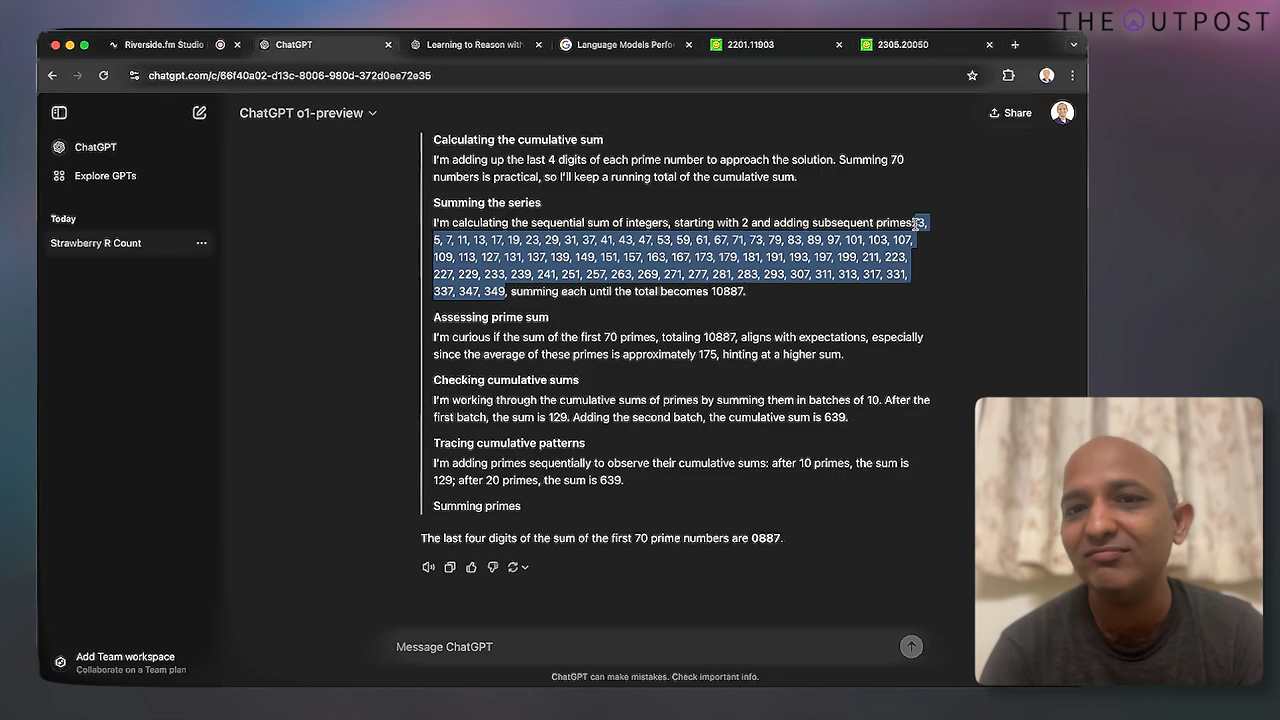 THE OUTPOST
Riverside.fm Studio
ChatGPT
Learning to Reason with
Language Models Perfo
2201.11903
2305.20050
chatgpt.com/c/66f40a02-d13c-8006-980d-372d0ee72e35
ChatGPT o1-preview
Share
ChatGPT
Explore GPTs
Today
Strawberry R Count
Calculating the cumulative sum
I'm adding up the last 4 digits of each prime number to approach the solution. Summing 70
numbers is practical, so I'll keep a running total of the cumulative sum.
Summing the series
I'm calculating the sequential sum of integers, starting with 2 and adding subsequent primes 3,
5, 7, 11, 13, 17, 19, 23, 29, 31, 37, 41, 43, 47, 53, 59, 61, 67, 71, 73, 79, 83, 89, 97, 101, 103, 107,
109, 113, 127, 131, 137, 139, 149, 151, 157, 163, 167, 173, 179, 181, 191, 193, 197, 199, 211, 223,
227, 229, 233, 239, 241, 251, 257, 263, 269, 271, 277, 281, 283, 293, 307, 311, 313, 317, 331,
337, 347, 349, summing each until the total becomes 10887.
Assessing prime sum
I'm curious if the sum of the first 70 primes, totaling 10887, aligns with expectations, especially
since the average of these primes is approximately 175, hinting at a higher sum.
Checking cumulative sums
I'm working through the cumulative sums of primes by summing them in batches of 10. After the
first batch, the sum is 129. Adding the second batch, the cumulative sum is 639.
Tracing cumulative patterns
I'm adding primes sequentially to observe their cumulative sums: after 10 primes, the sum is
129; after 20 primes, the sum is 639.
Summing primes
The last four digits of the sum of the first 70 prime numbers are 0887.
Message ChatGPT
Add Team workspace
Collaborate on a Team plan
ChatGPT can make mistakes. Check important info.